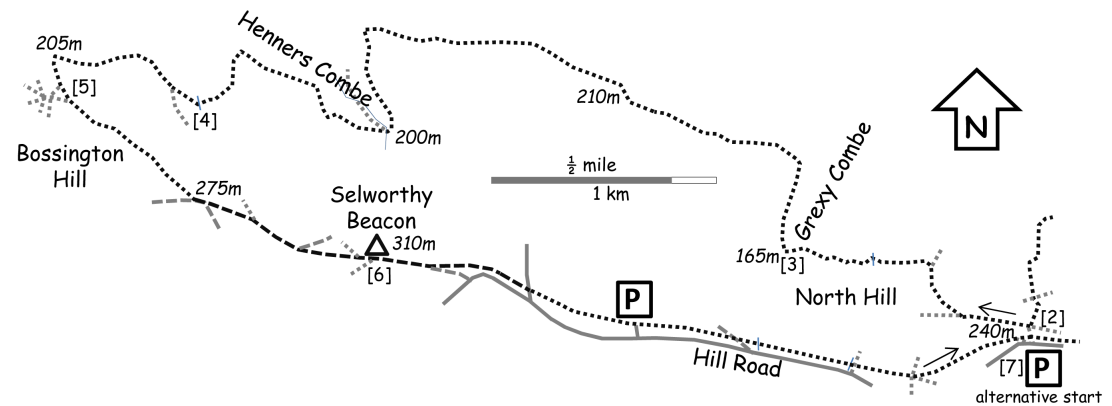 205m
[5]
[4]
Henners Combe
200m
210m
N
Bossington
Hill
½ mile
1 km
Grexy Combe
275m
Selworthy
Beacon
310m
[6]
165m
[3]
North Hill
P
Hill Road
240m
[2]
[7]
P
alternative start